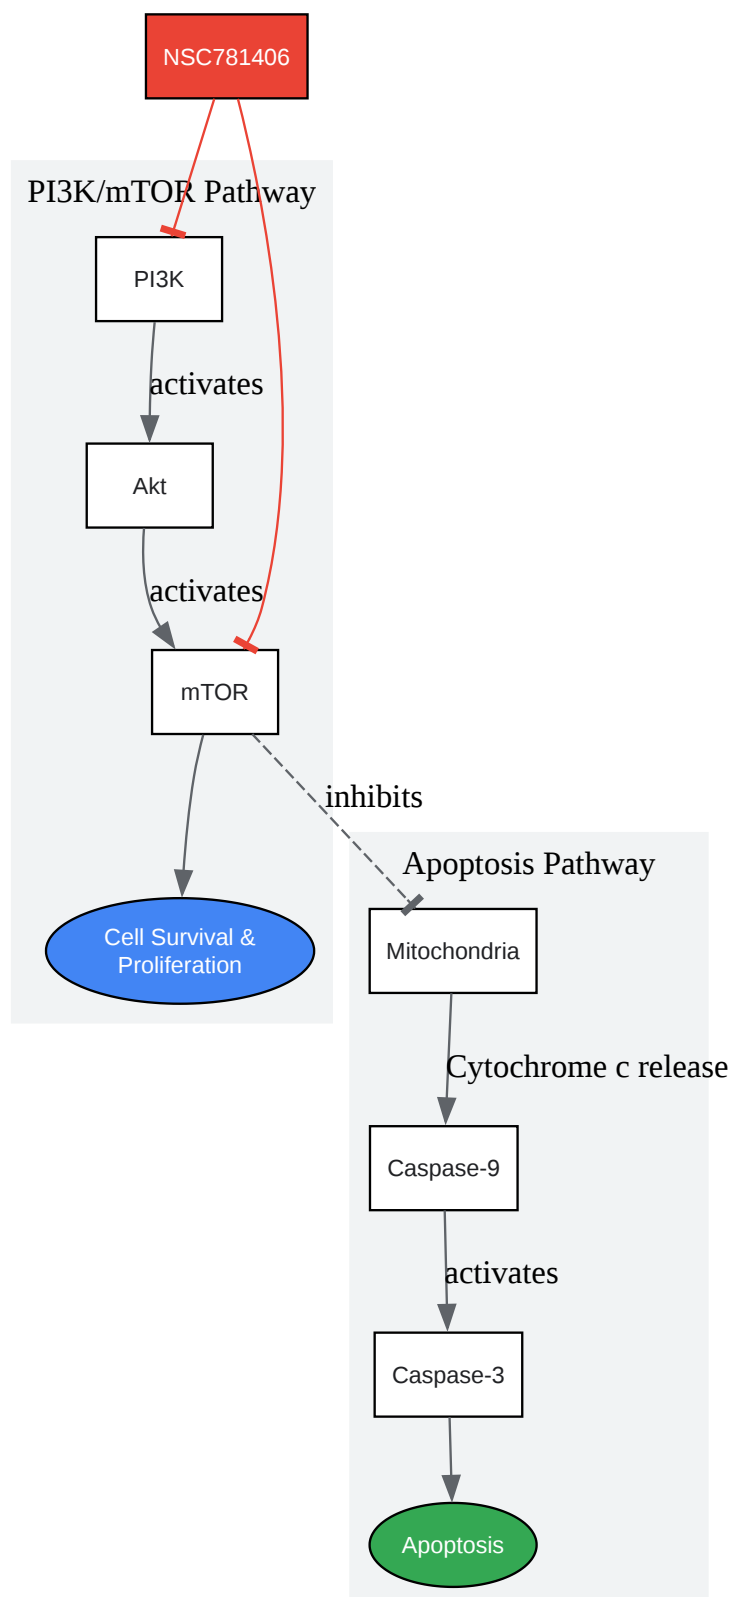 NSC781406
PI3K/mTOR Pathway
PI3K
activates
Akt
activates
mTOR
inhibits
Apoptosis Pathway
Cell Survival &
Proliferation
Mitochondria
Cytochrome c release
Caspase-9
activates
Caspase-3
Apoptosis